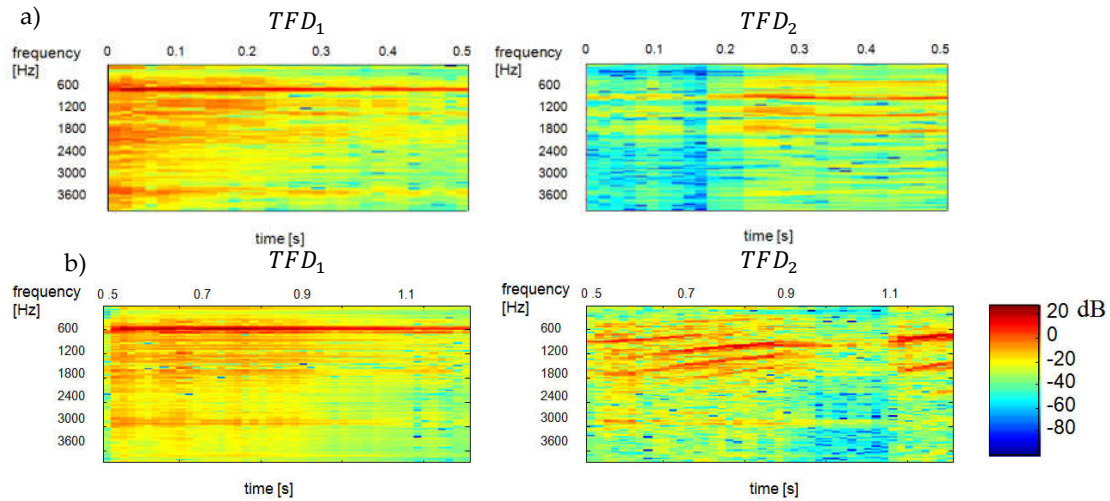 a)
TFD₁
TFD₂
frequency [Hz]
0 0.1 0.2 0.3 0.4 0.5
600
1200
1800
2400
3000
3600
time [s]
frequency [Hz]
0 0.1 0.2 0.3 0.4 0.5
600
1200
1800
2400
3000
3600
time [s]
b)
TFD₁
TFD₂
frequency [Hz]
0 .5 0.7 0.9 1.1
600
1200
1800
3000
3600
time [s]
frequency [Hz]
0 .5 0.7 0.9 1.1
600
1200
1800
3000
3600
time [s]
20 dB
0
-20
-40
-60
-80